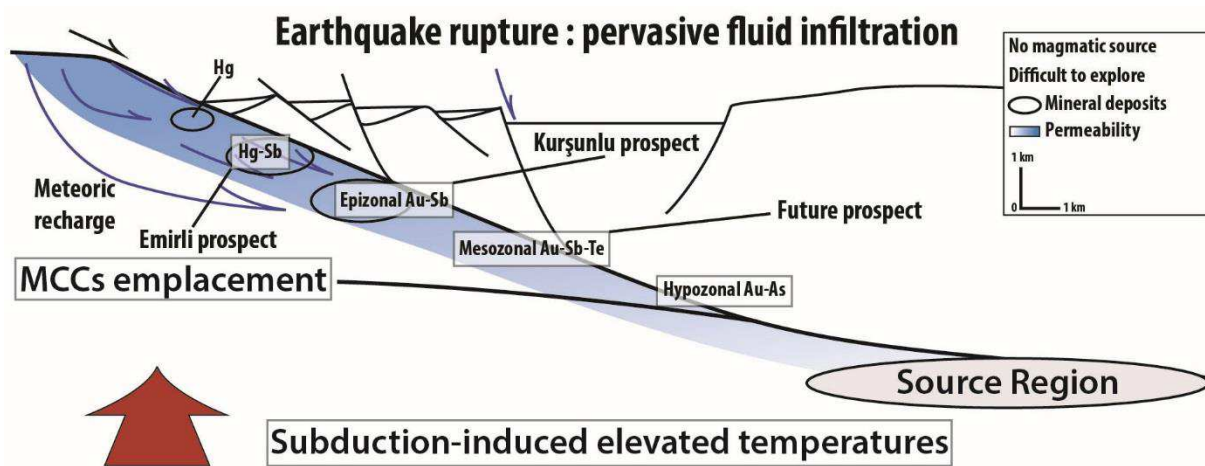 Earthquake rupture : pervasive fluid infiltration
No magmatic source
Difficult to explore
Mineral deposits
Permeability
1 km
0
1 km
Hg
Hg-Sb
Kurşunlu prospect
Epizonal Au-Sb
Meteoric
recharge
Future prospect
Emirli prospect
Mesozonal Au-Sb-Te
MCCs emplacement
Hypozonal Au-As
Source Region
Subduction-induced elevated temperatures